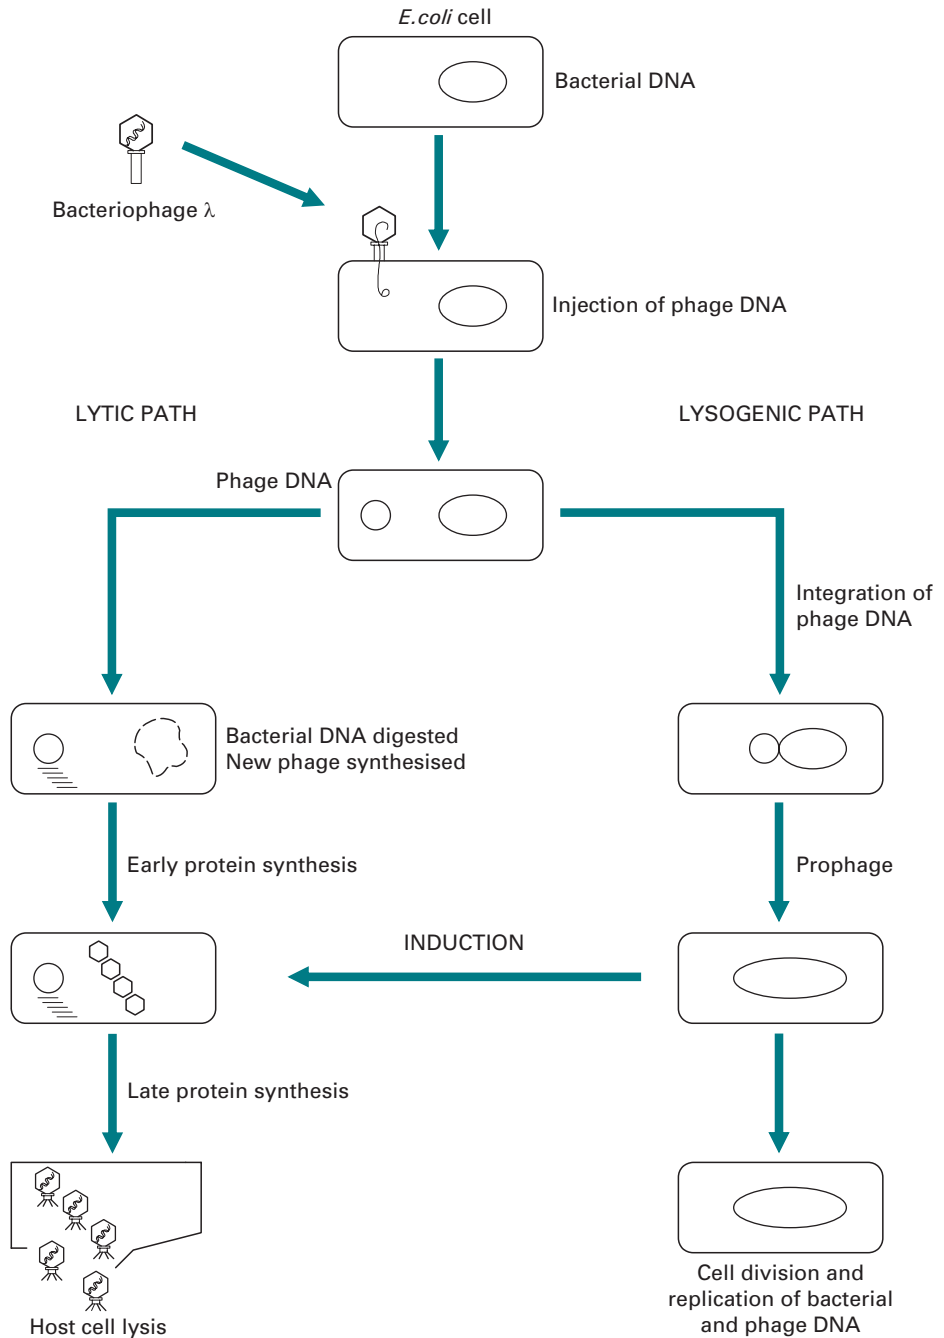 E.coli cell
Bacterial DNA
Bacteriophage λ
Injection of phage DNA
LYTIC PATH
LYSOGENIC PATH
Phage DNA
Integration of
phage DNA
Bacterial DNA digested
New phage synthesised
Early protein synthesis
Prophage
INDUCTION
Late protein synthesis
Host cell lysis
Cell division and
replication of bacterial
and phage DNA